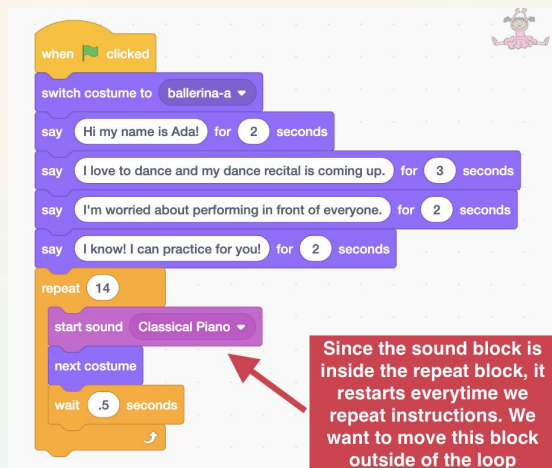 when clicked
switch costume to ballerina-a
say Hi my name is Ada! for 2 seconds
say I love to dance and my dance recital is coming up. for 3 seconds
say I'm worried about performing in front of everyone. for 2 seconds
say I know! I can practice for you! for 2 seconds
repeat 14
start sound Classical Piano
next costume
wait .5 seconds
Since the sound block is
inside the repeat block, it
restarts everytime we
repeat instructions. We
want to move this block
outside of the loop